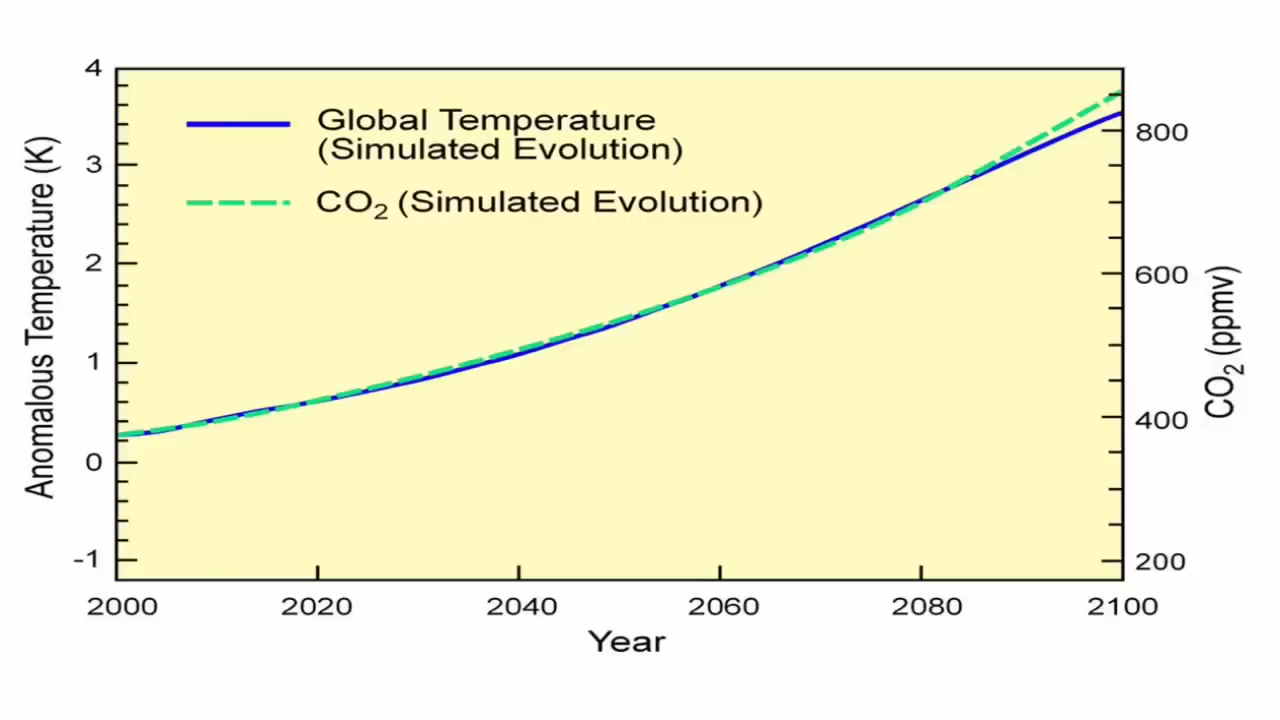 4
3
2
1
0
-1
Anomalous Temperature (K)
Global Temperature
(Simulated Evolution)
CO₂ (Simulated Evolution)
800
600
400
200
CO₂ (ppmv)
2000 2020 2040 2060 2080 2100
Year